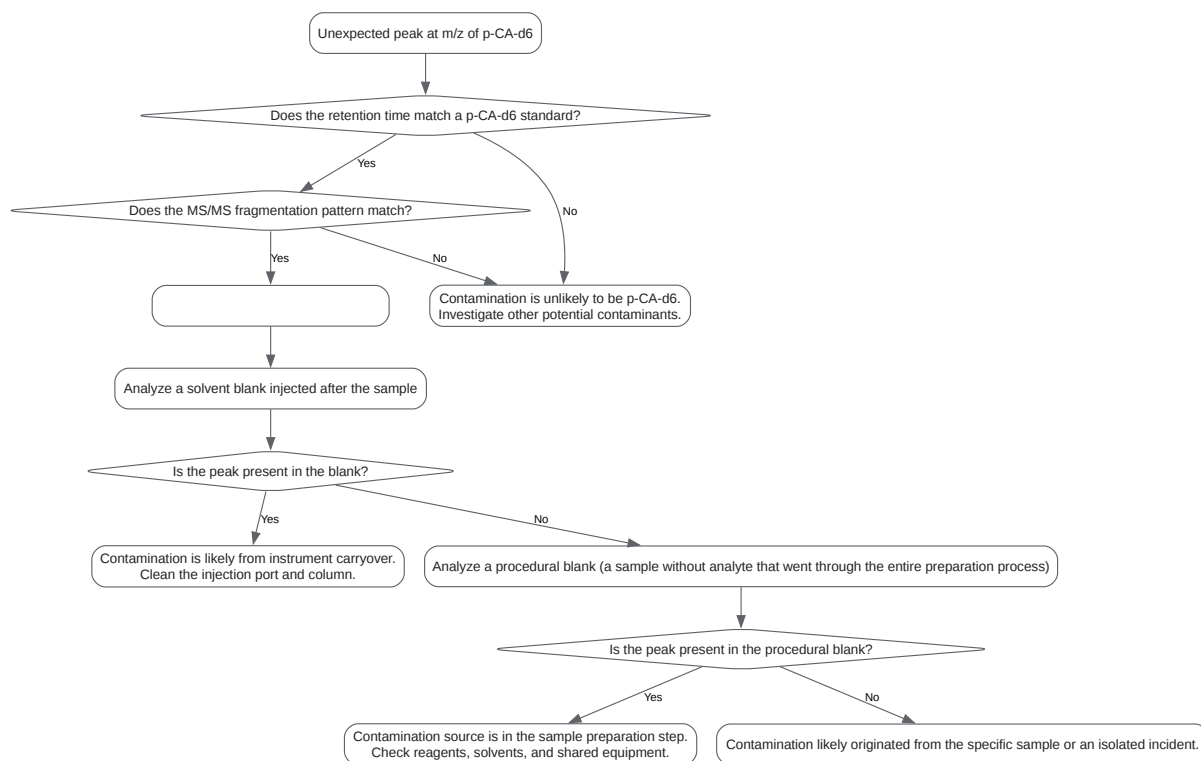 Unexpected peak at m/z of p-CA-d6
Does the retention time match a p-CA-d6 standard?
Yes
No
Does the MS/MS fragmentation pattern match?
Yes
No
Contamination is unlikely to be p-CA-d6.
Investigate other potential contaminants.
Analyze a solvent blank injected after the sample
Is the peak present in the blank?
Yes
No
Contamination is likely from instrument carryover.
Clean the injection port and column.
Analyze a procedural blank (a sample without analyte that went through the entire preparation process)
Is the peak present in the procedural blank?
Yes
No
Contamination source is in the sample preparation step.
Check reagents, solvents, and shared equipment.
Contamination likely originated from the specific sample or an isolated incident.